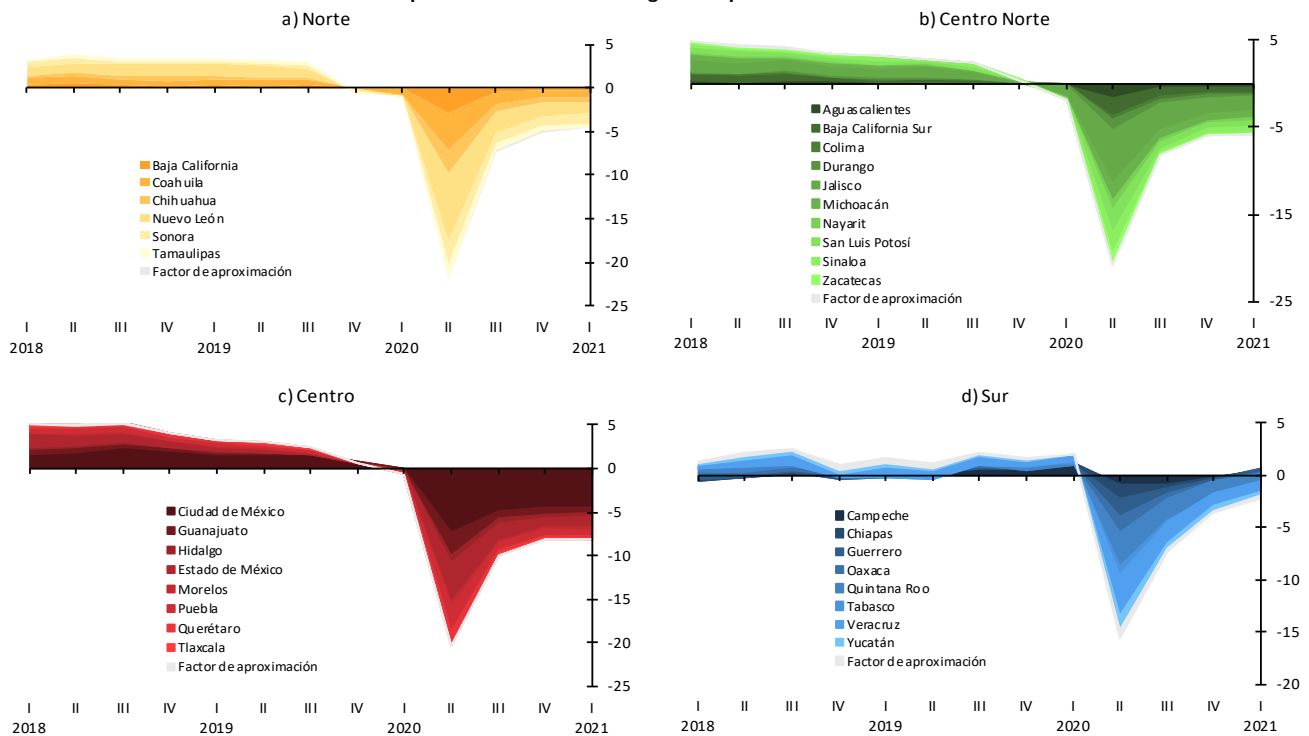 a) Norte
5
0
-5
-10
-15
-20
-25
Baja California
Coahuila
Chihuahua
Nuevo León
Sonora
Tamaulipas
Factor de aproximación
I II III IV I II III IV I II III IV I
2018 2019 2020 2021
b) Centro Norte
5
0
-5
-15
-25
Aguascalientes
Baja California Sur
Colima
Durango
Jalisco
Michoacán
Nayarit
San Luis Potosí
Sinaloa
Zacatecas
Factor de aproximación
I II III IV I II III IV I II III IV I
2018 2019 2020 2021
c) Centro
5
0
-5
-10
-15
-20
-25
Ciudad de México
Guanajuato
Hidalgo
Estado de México
Morelos
Puebla
Querétaro
Tlaxcala
Factor de aproximación
I II III IV I II III IV I II III IV I
2018 2019 2020 2021
d) Sur
5
0
-5
-10
-15
-20
Campeche
Chiapas
Guerrero
Oaxaca
Quintana Roo
Tabasco
Veracruz
Yucatán
Factor de aproximación
I II III IV I II III IV I II III IV I
2018 2019 2020 2021